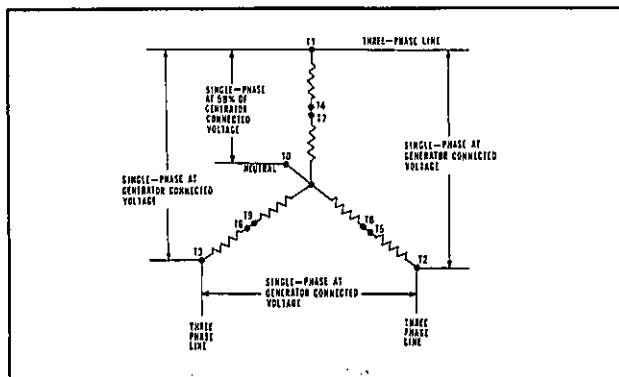 T1
THREE-PHASE LINE
SINGLE-PHASE
AT 58% OF
GENERATOR
CONNECTED
VOLTAGE
T4
T7
SINGLE-PHASE AT
GENERATOR CONNECTED
VOLTAGE
T0
NEUTRAL
SINGLE-PHASE AT
GENERATOR CONNECTED
VOLTAGE
T9
T6
T8
T5
T3
T2
SINGLE-PHASE AT
GENERATOR CONNECTED
VOLTAGE
THREE
PHASE
LINE
THREE
PHASE
LINE